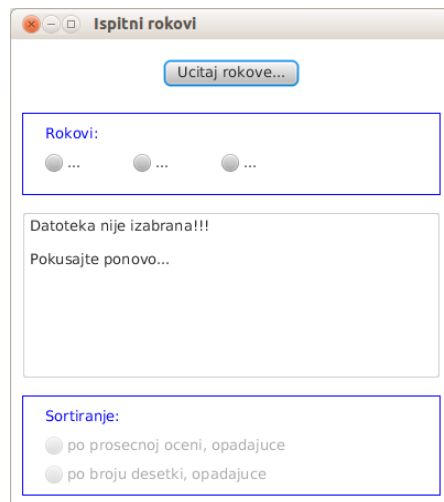 Ispitni rokovi
Ucitaj rokove...
Rokovi:
... ... ...
Datoteka nije izabrana!!!
Pokusajte ponovo...
Sortiranje:
po prosecnoj oceni, opadajuce
po broju desetki, opadajuce